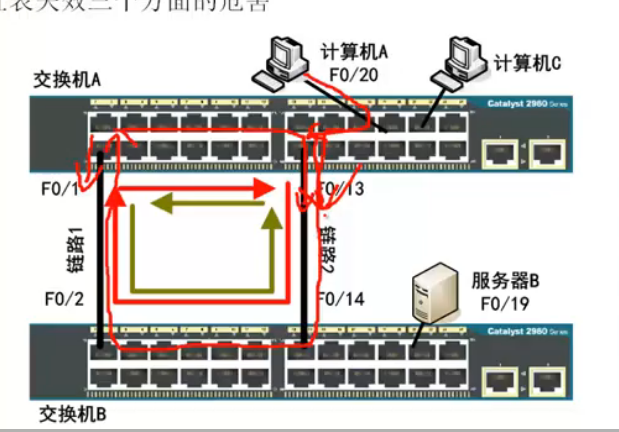 表失效三个方面的危害
计算机A
F0/20
计算机C
交换机A
Catalyst 2960 Series
F0/1
F0/13
链路1
链路2
F0/2
F0/14
服务器B
F0/19
Catalyst 2960 Series
交换机B